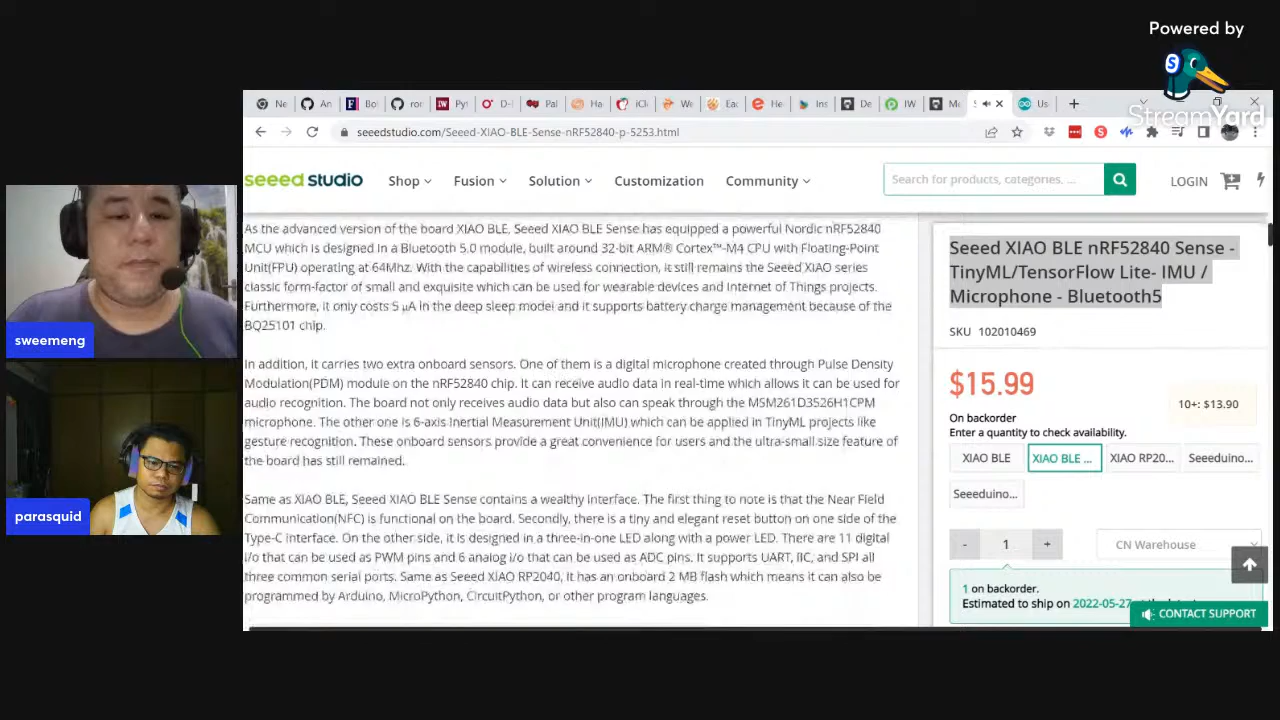 Powered by
StreamYard
Ne
An
Bo
roi
Pyt
D-I
Pal
Ha
iClo
We
Eac
He
Ins
De
IW
Me
S
Us
seeedstudio.com/Seeed-XIAO-BLE-Sense-nRF52840-p-5253.html
seeed studio
Shop
Fusion
Solution
Customization
Community
Search for products, categories, ...
LOGIN
As the advanced version of the board XIAO BLE, Seeed XIAO BLE Sense has equipped a powerful Nordic nRF52840
MCU which is designed in a Bluetooth 5.0 module, built around 32-bit ARM® Cortex™-M4 CPU with Floating-Point
Unit(FPU) operating at 64Mhz. With the capabilities of wireless connection, it still remains the Seeed XIAO series
classic form-factor of small and exquisite which can be used for wearable devices and Internet of Things projects.
Furthermore, it only costs 5 μA in the deep sleep model and it supports battery charge management because of the
BQ25101 chip.
In addition, it carries two extra onboard sensors. One of them is a digital microphone created through Pulse Density
Modulation(PDM) module on the nRF52840 chip. It can receive audio data in real-time which allows it can be used for
audio recognition. The board not only receives audio data but also can speak through the MSM261D3526H1CPM
microphone. The other one is 6-axis Inertial Measurement Unit(IMU) which can be applied in TinyML projects like
gesture recognition. These onboard sensors provide a great convenience for users and the ultra-small size feature of
the board has still remained.
Same as XIAO BLE, Seeed XIAO BLE Sense contains a wealthy interface. The first thing to note is that the Near Field
Communication(NFC) is functional on the board. Secondly, there is a tiny and elegant reset button on one side of the
Type-C interface. On the other side, it is designed in a three-in-one LED along with a power LED. There are 11 digital
I/o that can be used as PWM pins and 6 analog i/o that can be used as ADC pins. It supports UART, IIC, and SPI all
three common serial ports. Same as Seeed XIAO RP2040, it has an onboard 2 MB flash which means it can also be
programmed by Arduino, MicroPython, CircuitPython, or other program languages.
Seeed XIAO BLE nRF52840 Sense -
TinyML/TensorFlow Lite- IMU /
Microphone - Bluetooth5
SKU 102010469
$15.99
10+: $13.90
On backorder
Enter a quantity to check availability.
XIAO BLE
XIAO BLE ...
XIAO RP20...
Seeeduino...
Seeeduino...
- 1 +
CN Warehouse
1 on backorder.
Estimated to ship on 2022-05-27
CONTACT SUPPORT
sweemeng
parasquid